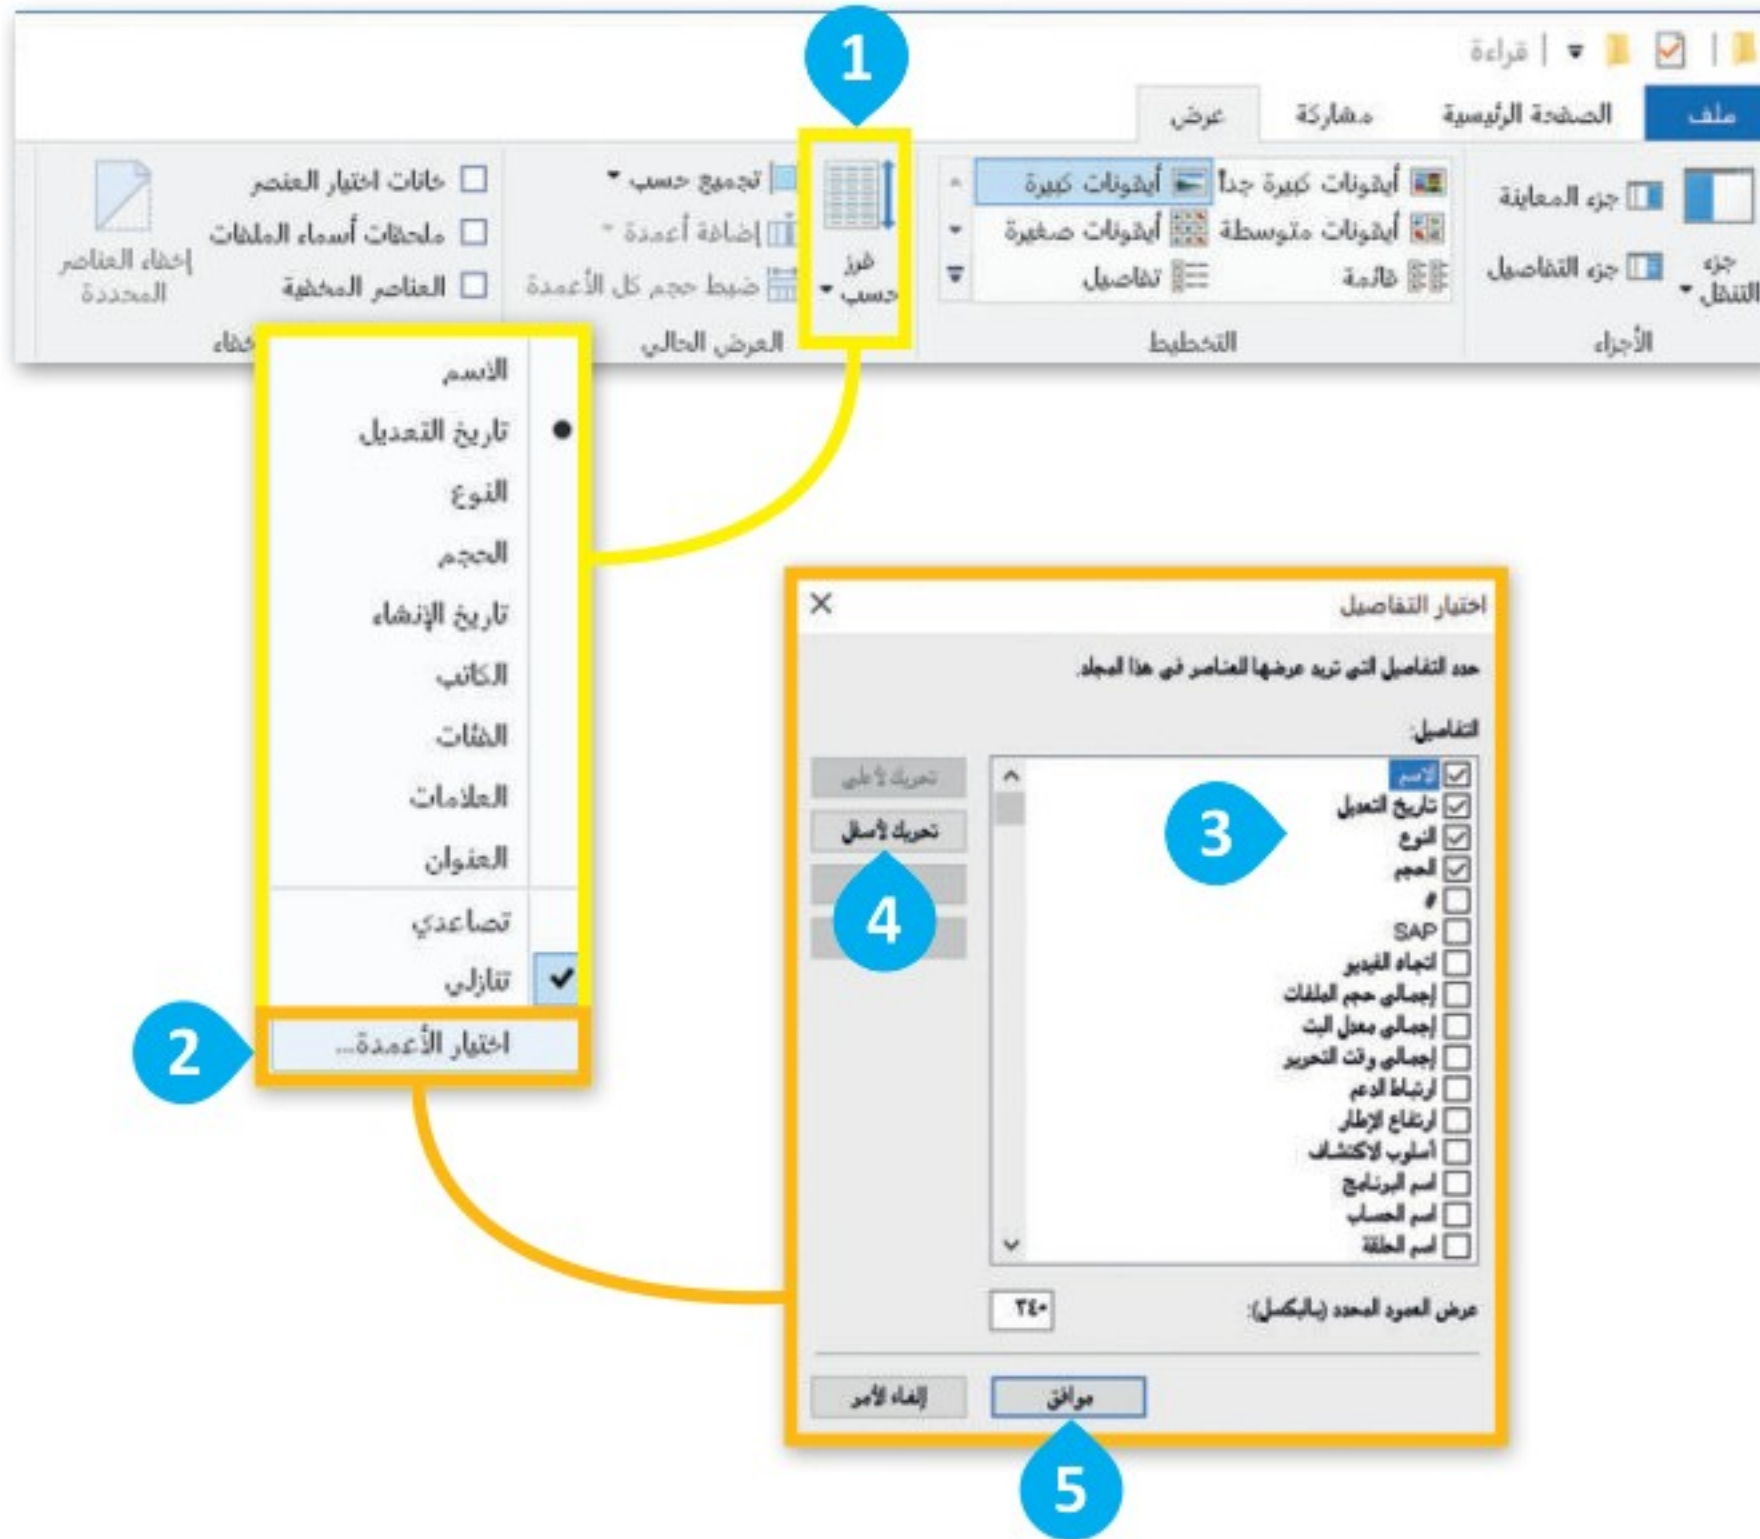 1
قراءة
ملف
الصفحة الرئيسية
مشاركة
عرض
جزء التنقل
جزء المعاينة
جزء التفاصيل
الأجزاء
أيقونات كبيرة جداً
أيقونات كبيرة
أيقونات متوسطة
أيقونات صغيرة
قائمة
تفاصيل
التخطيط
فرز حسب
تجميع حسب
إضافة أعمدة
ضبط حجم كل الأعمدة
العرض الحالي
خانات اختيار العنصر
ملحقات أسماء الملفات
العناصر المخفية
إخفاء العناصر
المحددة
خفاء
الاسم
تاريخ التعديل
النوع
الحجم
تاريخ الإنشاء
الكاتب
الفئات
العلامات
العنوان
تصاعدي
تنازلي
2
اختيار الأعمدة...
اختيار التفاصيل
حدد التفاصيل التي تريد عرضها للعناصر في هذا المجلد.
التفاصيل:
الاسم
تاريخ التعديل
النوع
الحجم
#
SAP
اتجاه الفيديو
إجمالي حجم الملفات
إجمالي معدل البت
إجمالي وقت التحرير
ارتباط الدعم
ارتفاع الإطار
أسلوب الاكتشاف
اسم البرنامج
اسم الحساب
اسم الحلقة
3
تحريك لأعلى
تحريك لأسفل
4
عرض العمود المحدد (بالبكسل):
٣٤٠
موافق
إلغاء الأمر
5